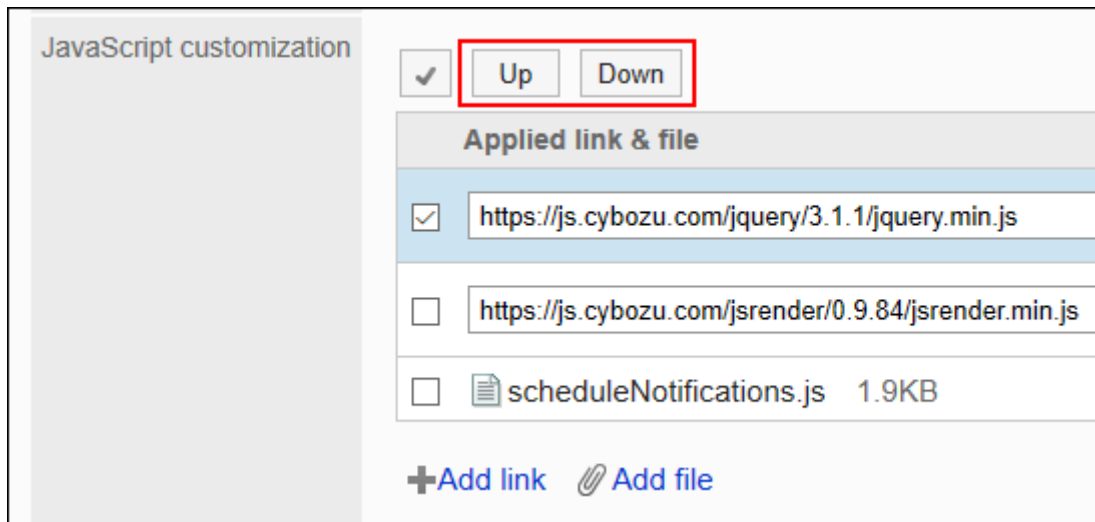 JavaScript customization
Up Down
Applied link & file
https://js.cybozu.com/jquery/3.1.1/jquery.min.js
https://js.cybozu.com/jsrender/0.9.84/jsrender.min.js
scheduleNotifications.js 1.9KB
Add link Add file